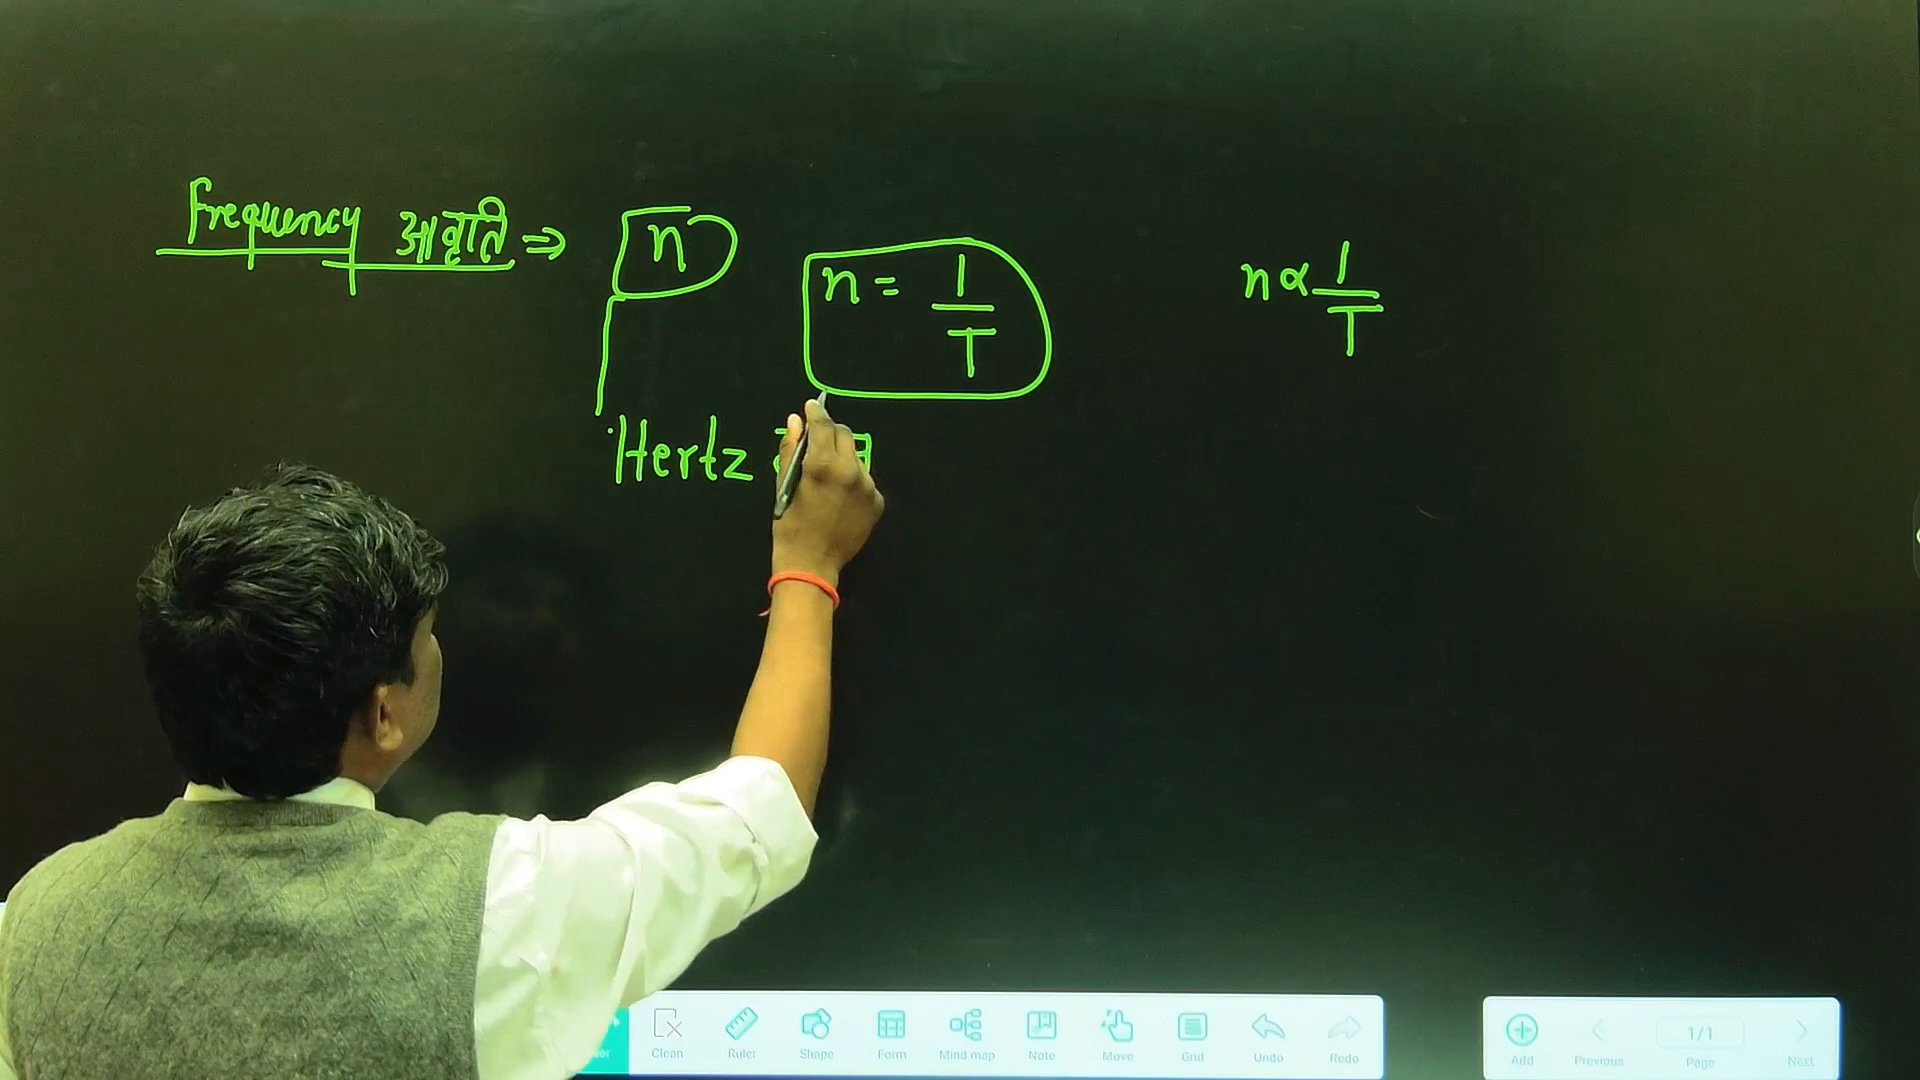 Frequency आवृति ⇒ n
n = 1/T
n ∝ 1/T
Hertz
Clean Ruler Shape Form Mind map Note Move Grid Undo Redo
Add Previous 1/1 Page Next